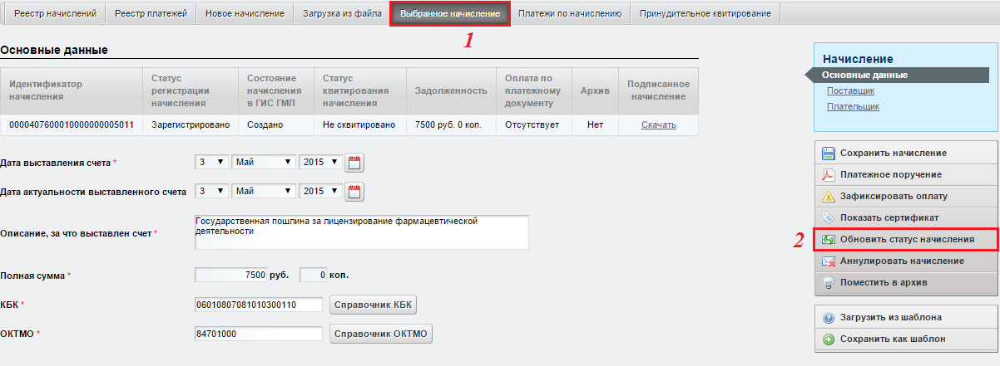 Реестр начислений Реестр платежей Новое начисление Загрузка из файла Выбранное начисление Платежи по начислению Принудительное квитирование
1
Основные данные
Идентификатор начисления
Статус регистрации начисления
Состояние начисления в ГИС ГМП
Статус квитирования начисления
Задолженность
Оплата по платежному документу
Архив
Подписанное начисление
0000407600010000000005011 Зарегистрировано Создано Не сквитировано 7500 руб. 0 коп. Отсутствует Нет Скачать
Дата выставления счета * 3 Май 2015
Дата актуальности выставленного счета 3 Май 2015
Описание, за что выставлен счет *
Государственная пошлина за лицензирование фармацевтической
деятельности
Полная сумма * 7500 руб. 0 коп.
КБК * 06010807081010300110 Справочник КБК
ОКТМО * 84701000 Справочник ОКТМО
Начисление
Основные данные
Поставщик
Плательщик
Сохранить начисление
Платежное поручение
Зафиксировать оплату
Показать сертификат
2 Обновить статус начисления
Аннулировать начисление
Поместить в архив
Загрузить из шаблона
Сохранить как шаблон